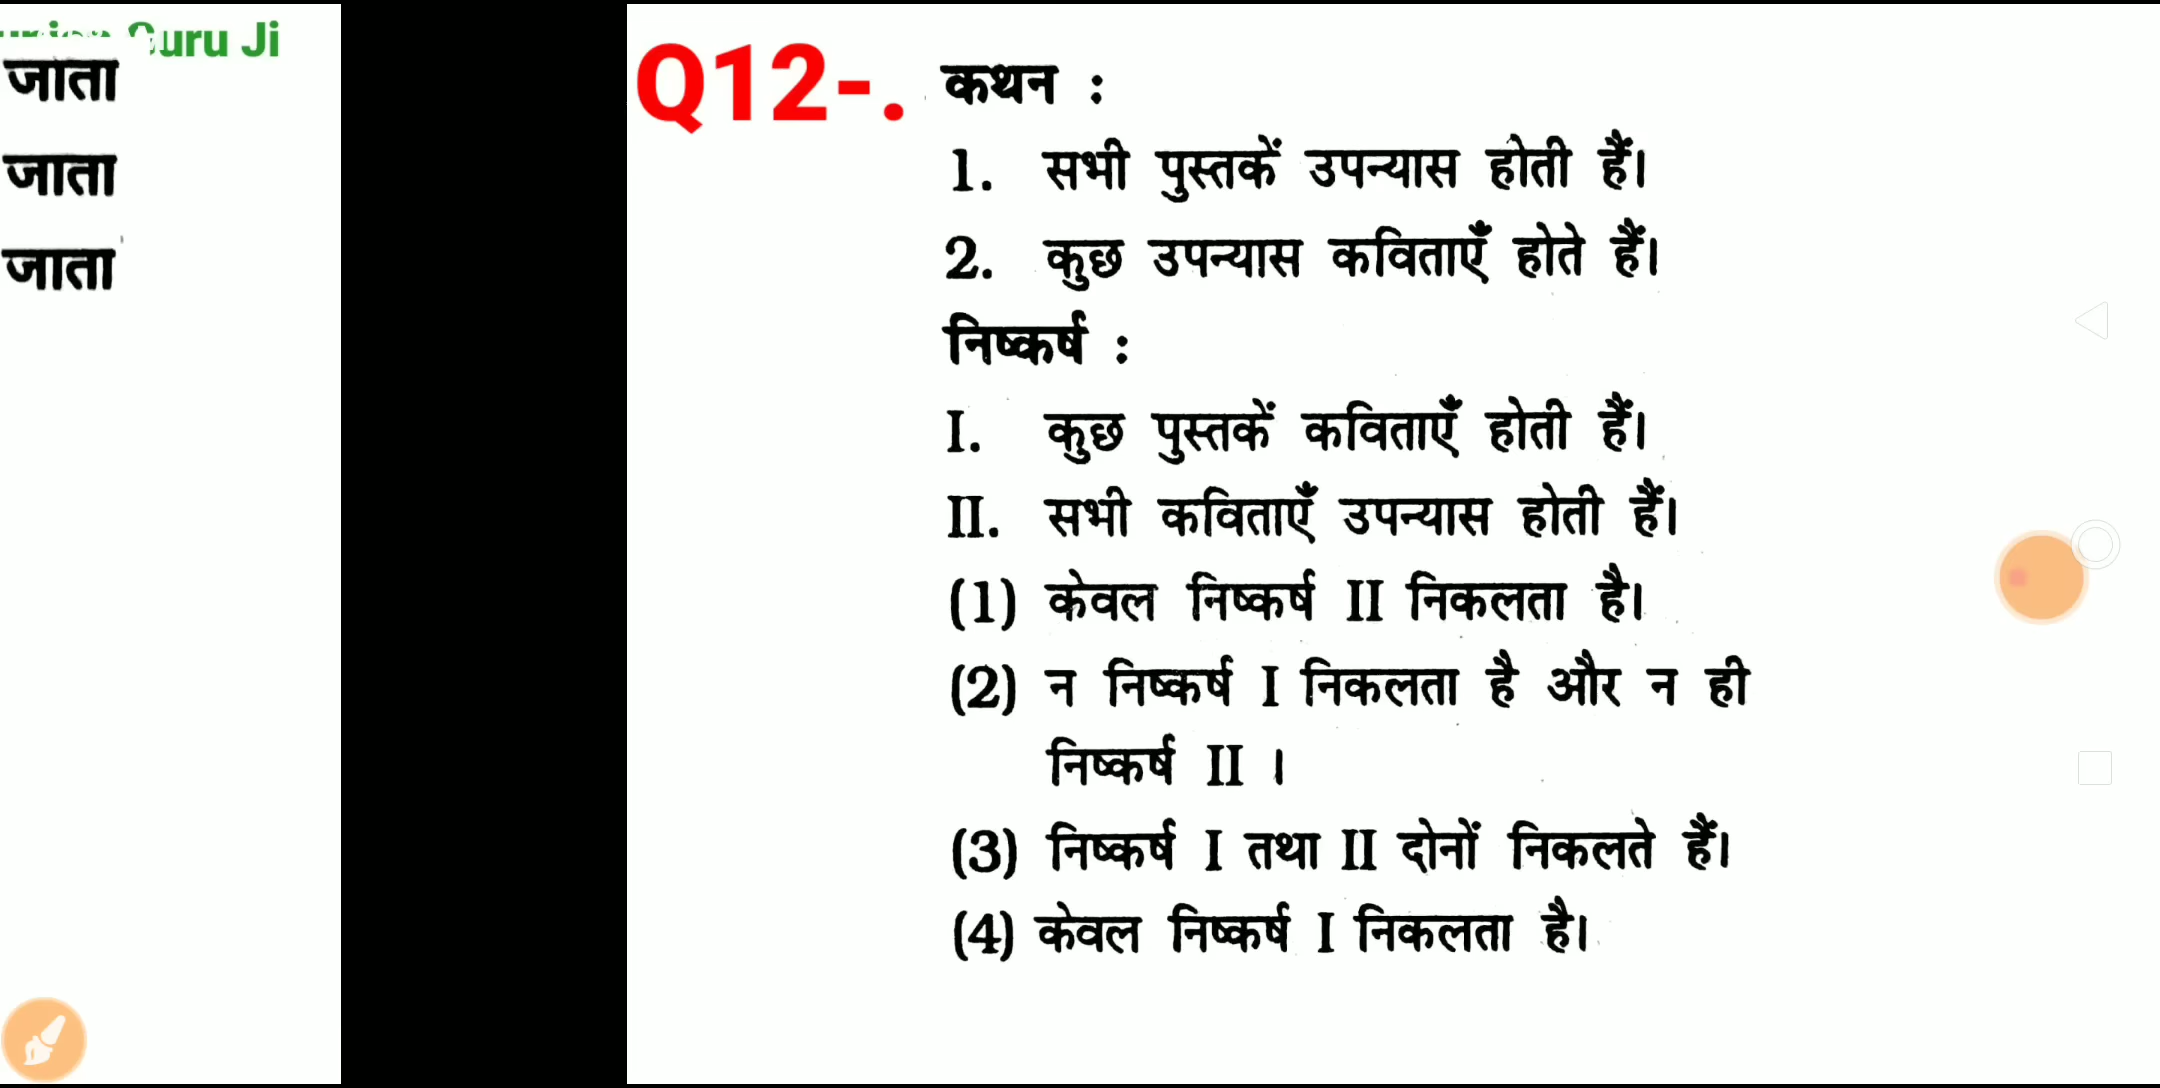 Guru Ji
जाता
जाता
जाता
Q12-. कथन :
1. सभी पुस्तकें उपन्यास होती हैं।
2. कुछ उपन्यास कविताएँ होते हैं।
निष्कर्ष :
I. कुछ पुस्तकें कविताएँ होती हैं।
II. सभी कविताएँ उपन्यास होती हैं।
(1) केवल निष्कर्ष II निकलता है।
(2) न निष्कर्ष I निकलता है और न ही
निष्कर्ष II ।
(3) निष्कर्ष I तथा II दोनों निकलते हैं।
(4) केवल निष्कर्ष I निकलता है।